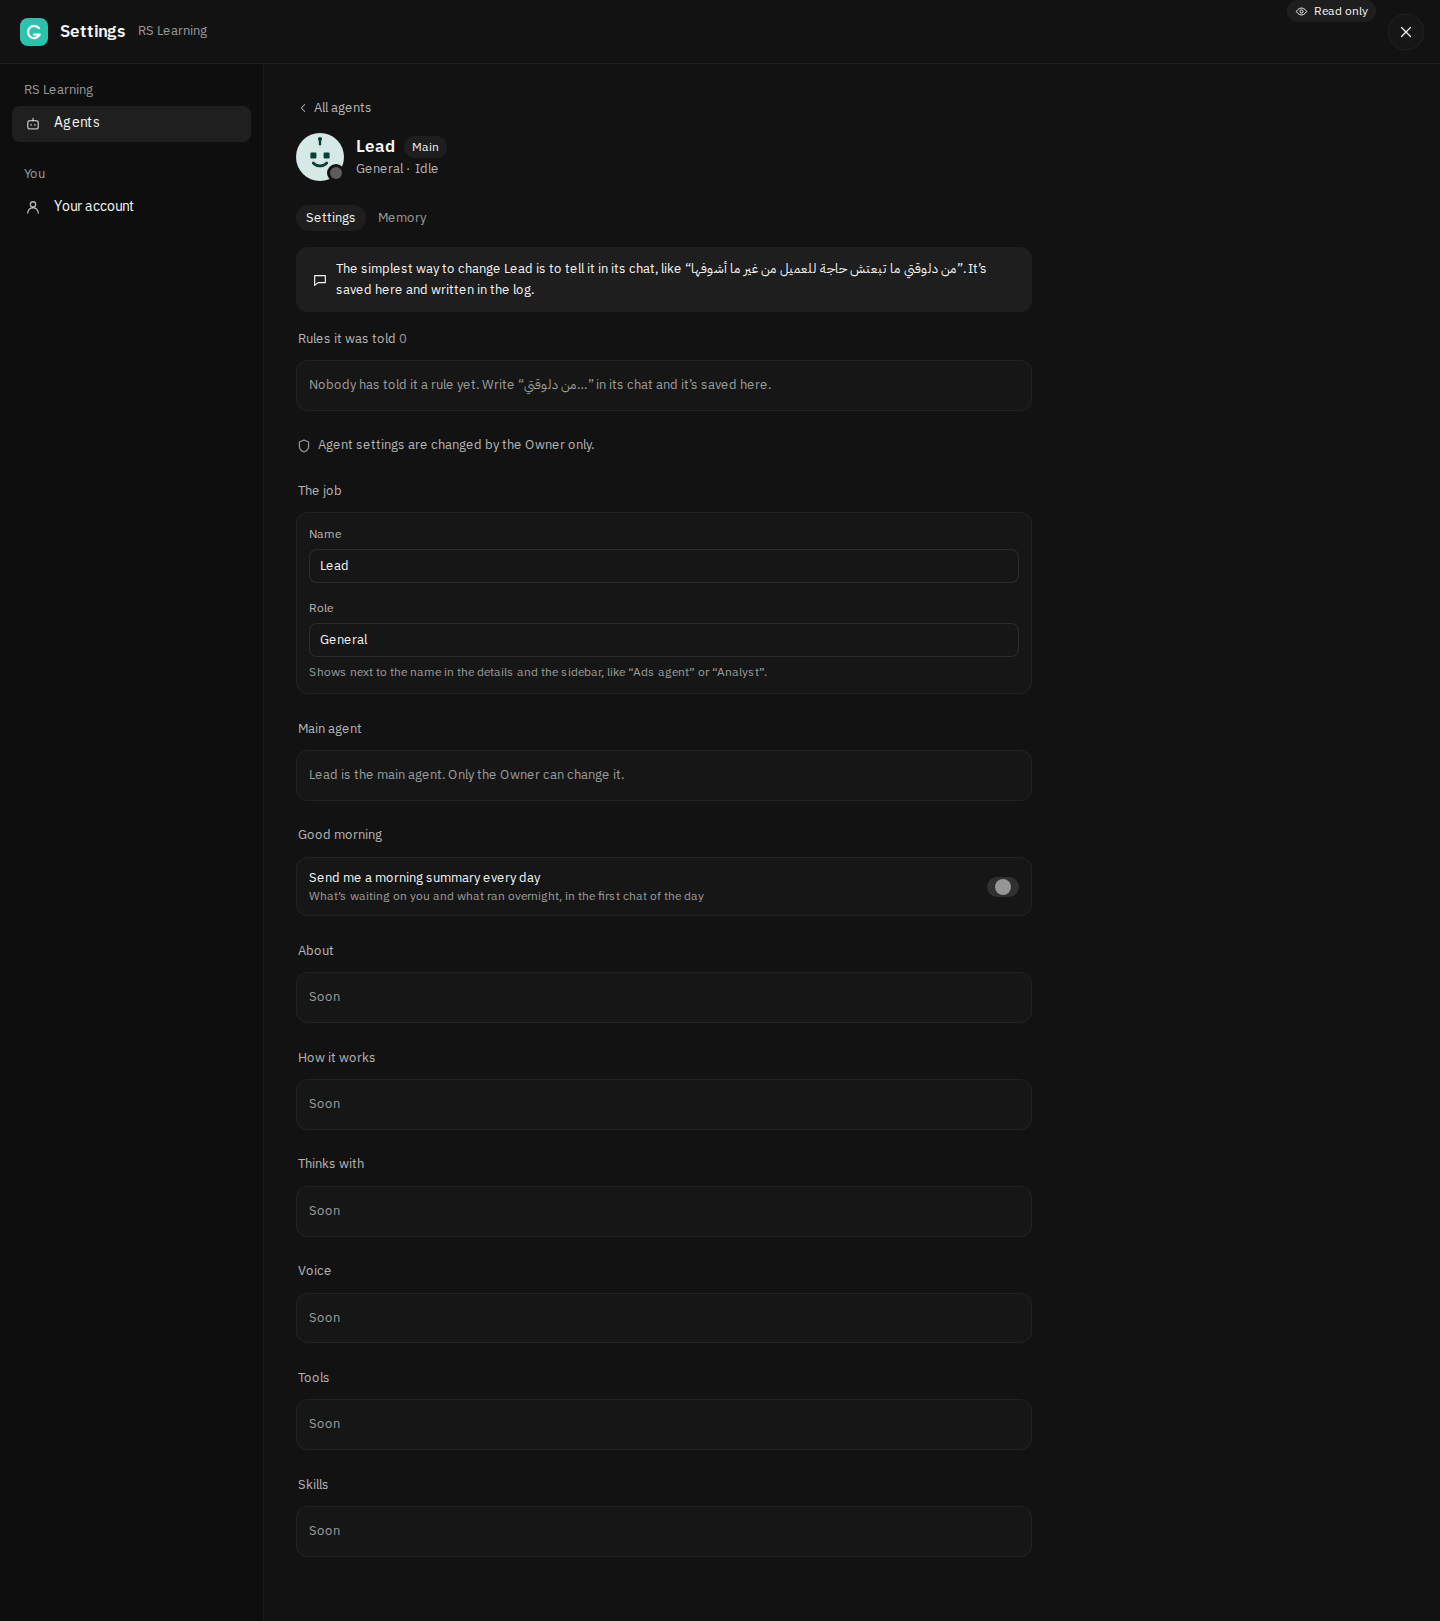 Settings RS Learning
Read only
RS Learning
Agents
You
Your account
All agents
Lead Main
General · Idle
Settings Memory
The simplest way to change Lead is to tell it in its chat, like “من دلوقتي ما تبعتش حاجة للعميل من غير ما أشوفها”. It’s
saved here and written in the log.
Rules it was told 0
Nobody has told it a rule yet. Write “من دلوقتي…” in its chat and it’s saved here.
Agent settings are changed by the Owner only.
The job
Name
Lead
Role
General
Shows next to the name in the details and the sidebar, like “Ads agent” or “Analyst”.
Main agent
Lead is the main agent. Only the Owner can change it.
Good morning
Send me a morning summary every day
What’s waiting on you and what ran overnight, in the first chat of the day
About
Soon
How it works
Soon
Thinks with
Soon
Voice
Soon
Tools
Soon
Skills
Soon